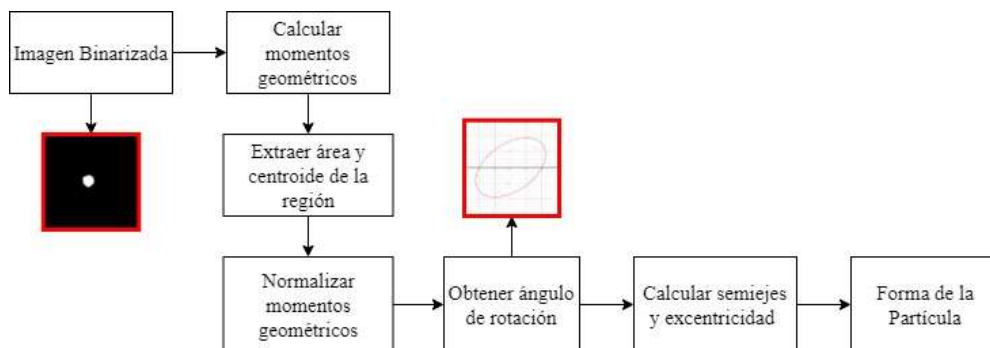 Imagen Binarizada
Calcular
momentos
geométricos
Extraer área y
centroide de la
región
Normalizar
momentos
geométricos
Obtener ángulo
de rotación
Calcular semiejes
y excentricidad
Forma de la
Partícula